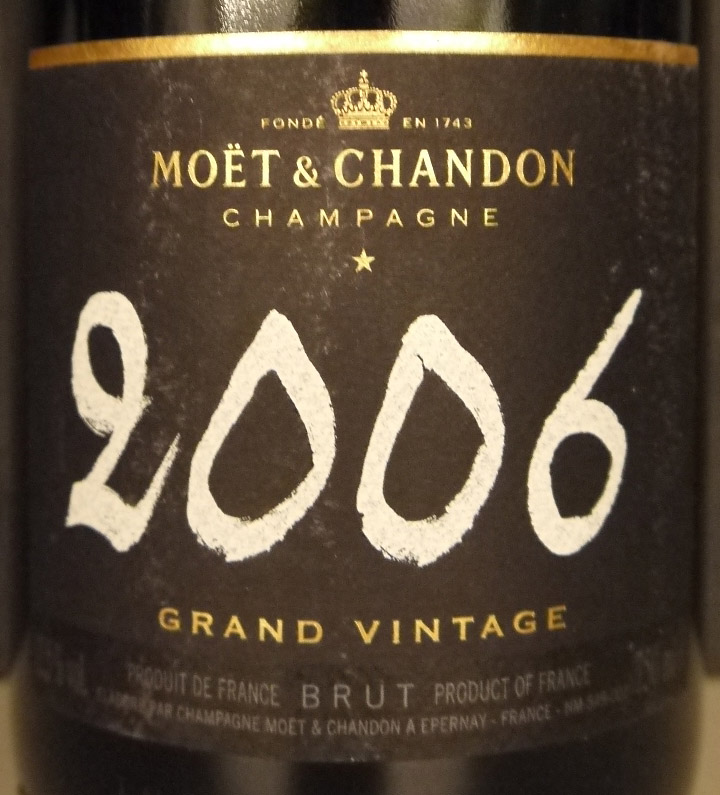 FONDÉ EN 1743
MOËT & CHANDON
CHAMPAGNE
2006
GRAND VINTAGE
PRODUIT DE FRANCE BRUT PRODUCT OF FRANCE
PAR CHAMPAGNE MOËT & CHANDON A EPERNAY - FRANCE - NM